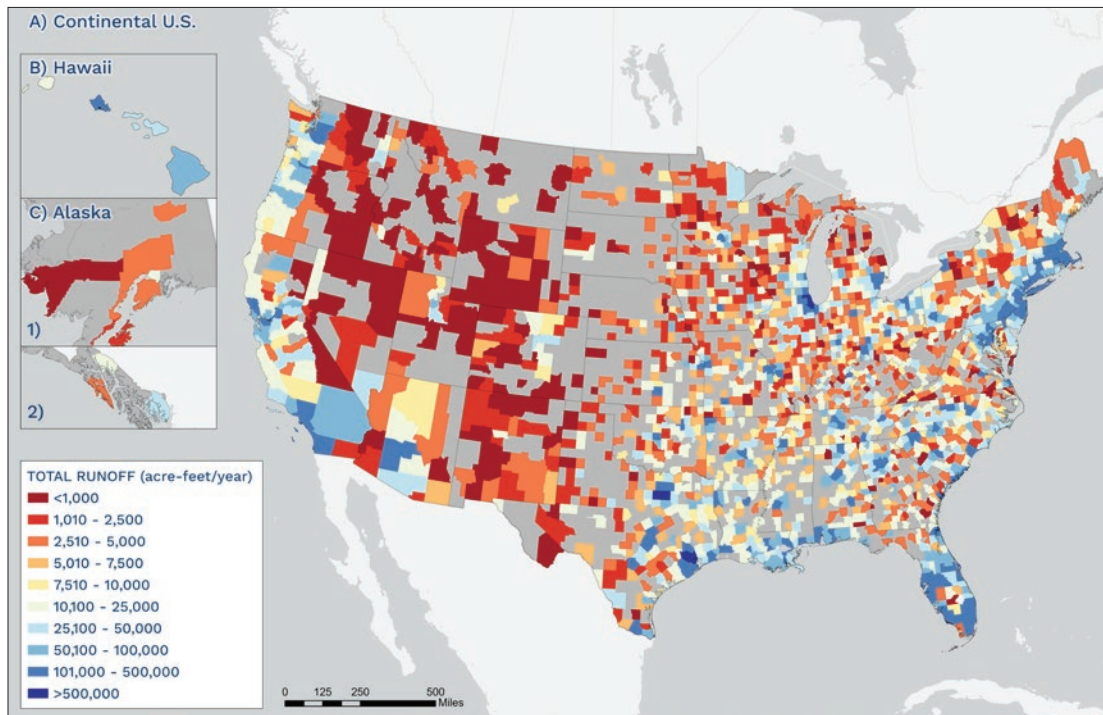 A) Continental U.S.
B) Hawaii
C) Alaska
1)
2)
TOTAL RUNOFF (acre-feet/year)
<1,000
1,010 - 2,500
2,510 - 5,000
5,010 - 7,500
7,510 - 10,000
10,100 - 25,000
25,100 - 50,000
50,100 - 100,000
101,000 - 500,000
>500,000
0 125 250 500
Miles